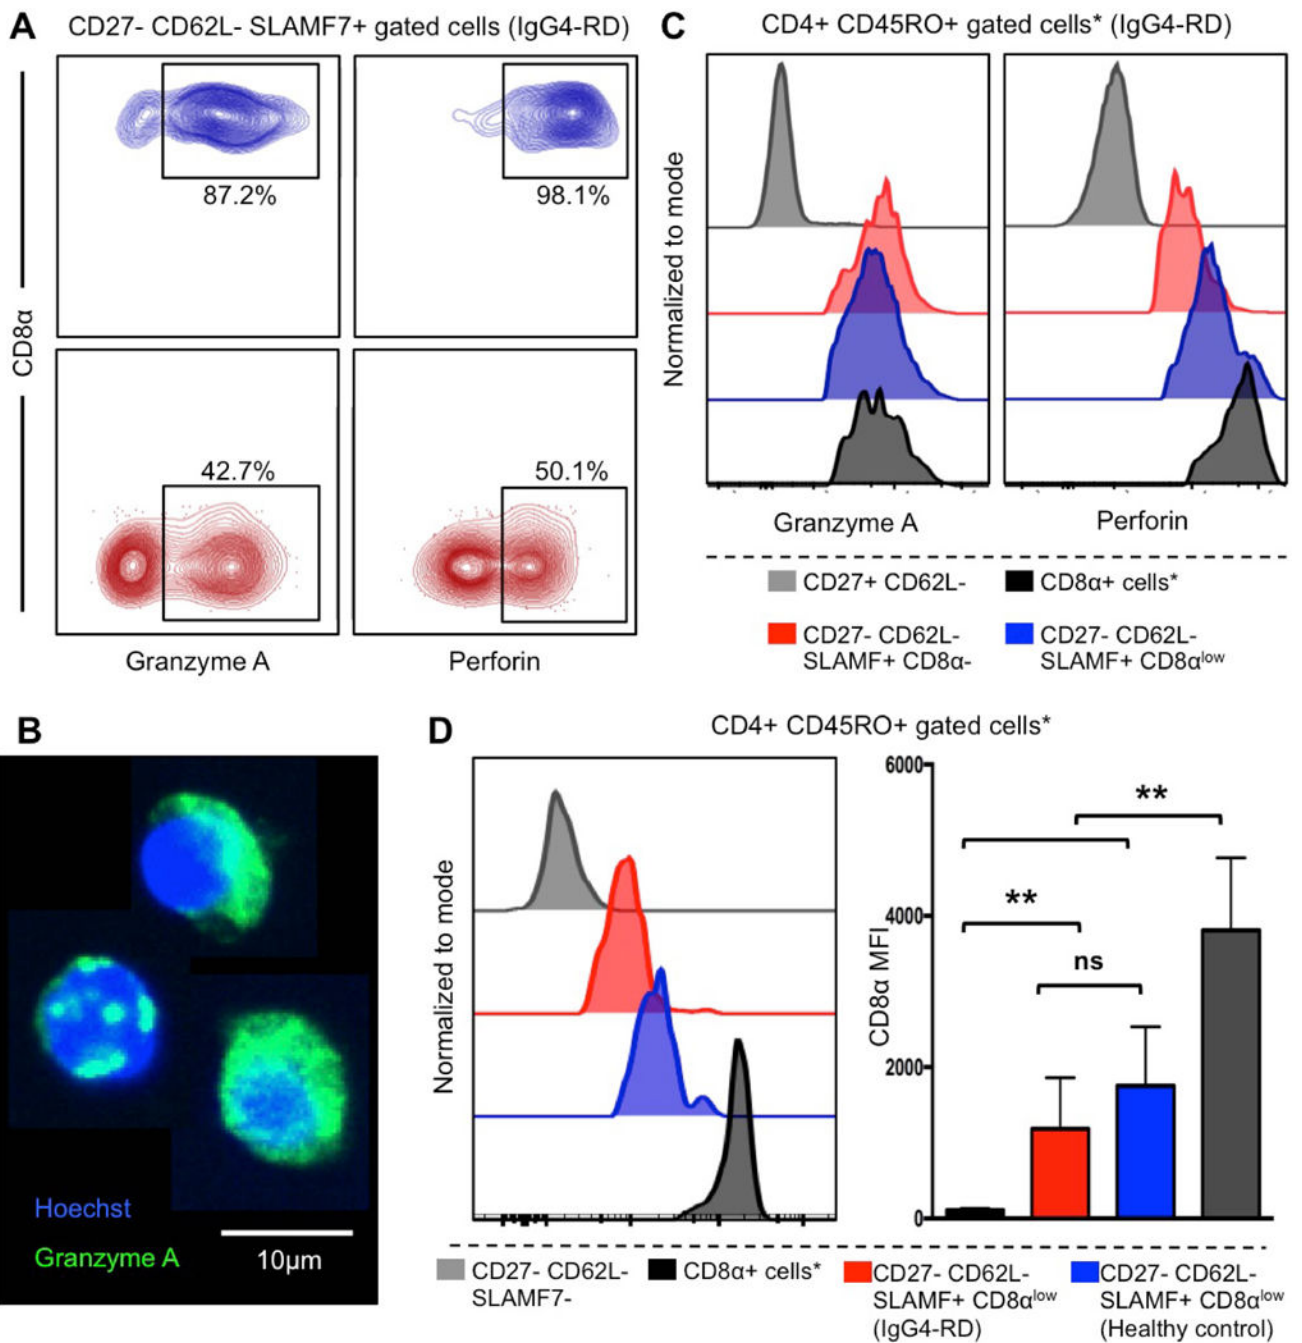 A
CD27- CD62L- SLAMF7+ gated cells (IgG4-RD)
87.2%
98.1%
CD8α
42.7%
50.1%
Granzyme A
Perforin
C
CD4+ CD45RO+ gated cells* (IgG4-RD)
Normalized to mode
Granzyme A
Perforin
CD27+ CD62L-
CD8α+ cells*
CD27- CD62L-
SLAMF+ CD8α-
CD27- CD62L-
SLAMF+ CD8αlow
B
Hoechst
Granzyme A
10μm
D
CD4+ CD45RO+ gated cells*
Normalized to mode
CD8α MFI
6000
4000
2000
0
**
**
ns
CD27- CD62L-
SLAMF7-
CD8α+ cells*
CD27- CD62L-
SLAMF+ CD8αlow
(IgG4-RD)
CD27- CD62L-
SLAMF+ CD8αlow
(Healthy control)